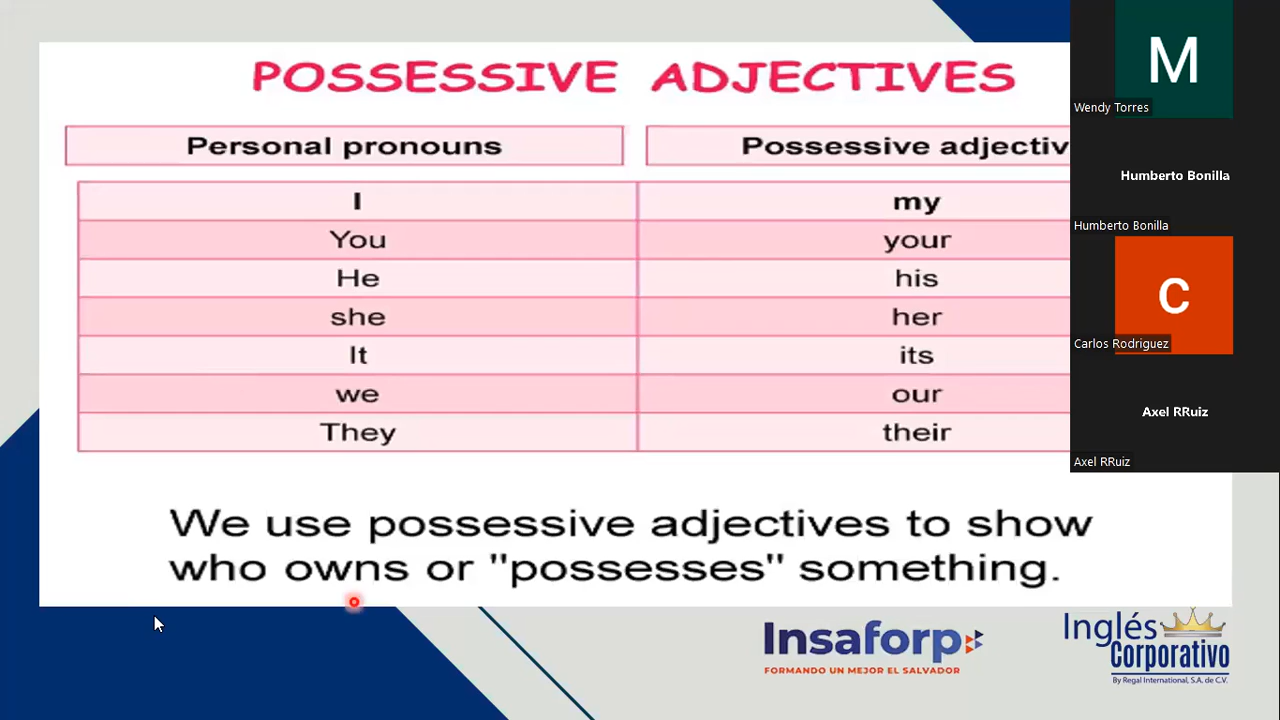 POSSESSIVE ADJECTIVES
Personal pronouns Possessive adjectiv
I my
You your
He his
she her
It its
we our
They their
We use possessive adjectives to show
who owns or "possesses" something.
M
Wendy Torres
Humberto Bonilla
Humberto Bonilla
C
Carlos Rodriguez
Axel RRuiz
Axel RRuiz
Insaforp
FORMANDO UN MEJOR EL SALVADOR
Inglés
Corporativo
By Regal International, S.A. de C.V.